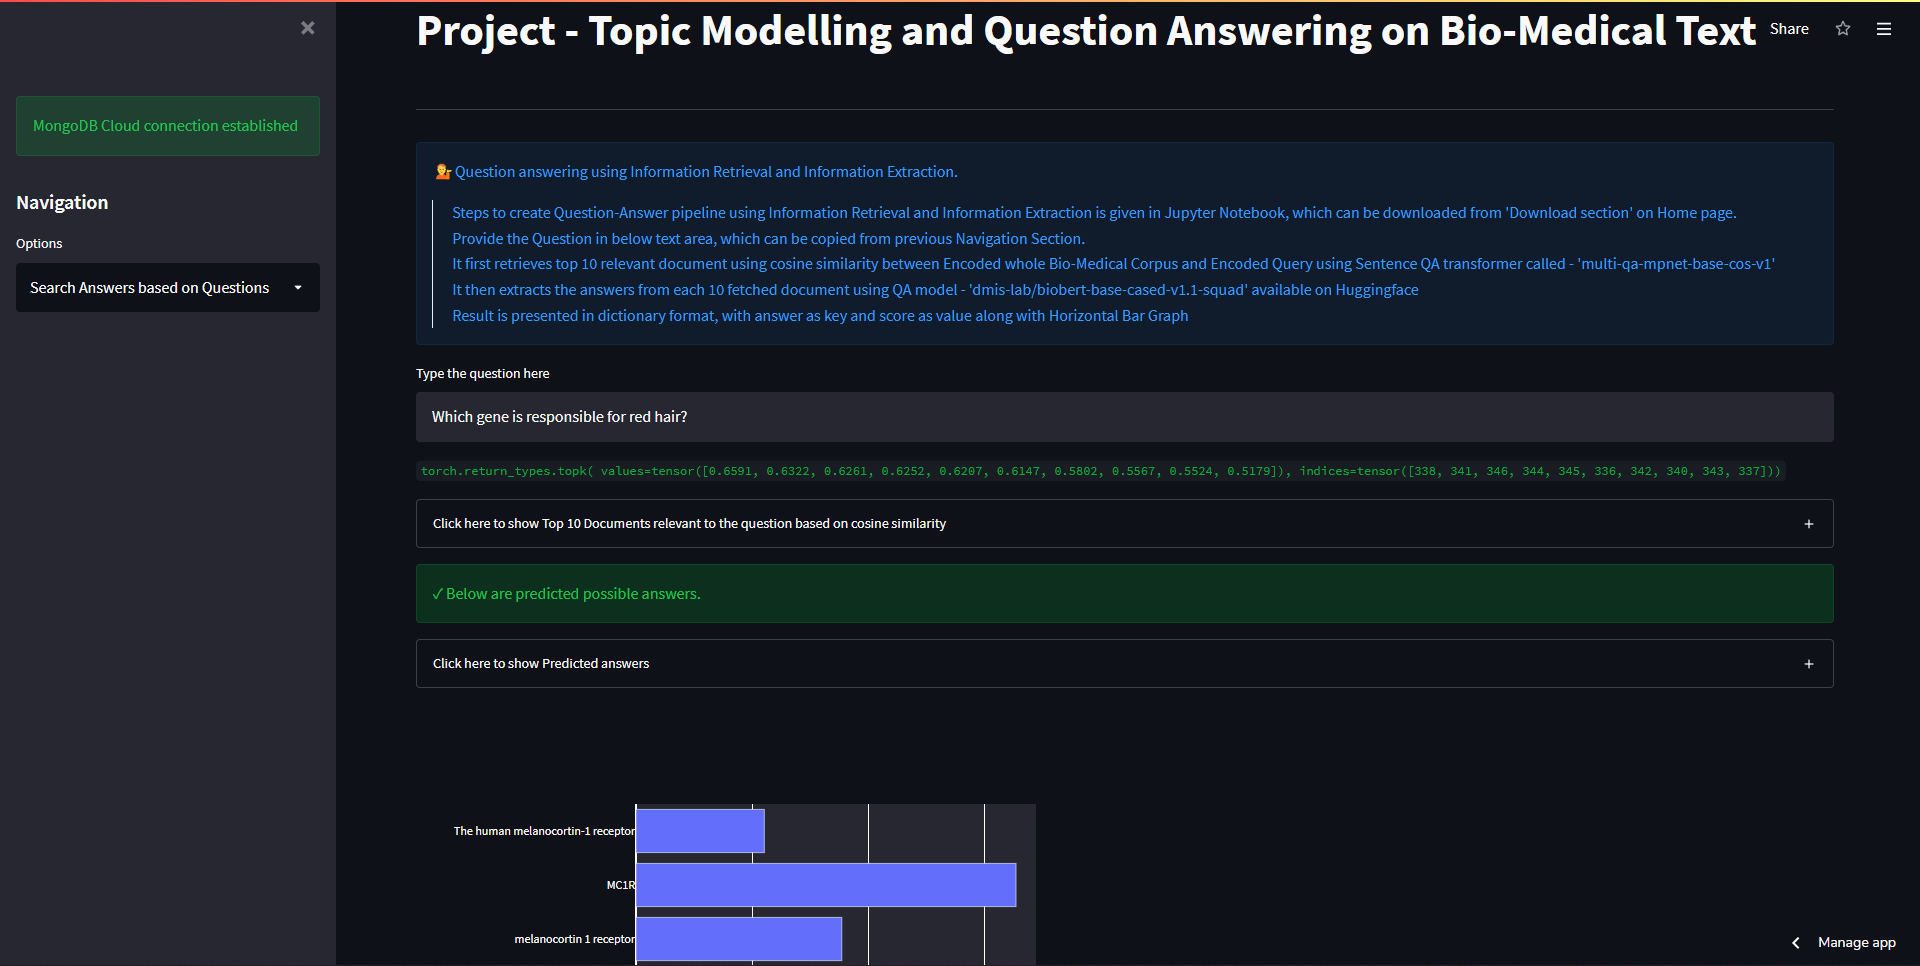 Project - Topic Modelling and Question Answering on Bio-Medical Text
Share
MongoDB Cloud connection established
Navigation
Options
Search Answers based on Questions
💁Question answering using Information Retrieval and Information Extraction.
Steps to create Question-Answer pipeline using Information Retrieval and Information Extraction is given in Jupyter Notebook, which can be downloaded from 'Download section' on Home page.
Provide the Question in below text area, which can be copied from previous Navigation Section.
It first retrieves top 10 relevant document using cosine similarity between Encoded whole Bio-Medical Corpus and Encoded Query using Sentence QA transformer called - 'multi-qa-mpnet-base-cos-v1'
It then extracts the answers from each 10 fetched document using QA model - 'dmis-lab/biobert-base-cased-v1.1-squad' available on Huggingface
Result is presented in dictionary format, with answer as key and score as value along with Horizontal Bar Graph
Type the question here
Which gene is responsible for red hair?
torch.return_types.topk( values=tensor([0.6591, 0.6322, 0.6261, 0.6252, 0.6207, 0.6147, 0.5802, 0.5567, 0.5524, 0.5179]), indices=tensor([338, 341, 346, 344, 345, 336, 342, 340, 343, 337]))
Click here to show Top 10 Documents relevant to the question based on cosine similarity
✓Below are predicted possible answers.
Click here to show Predicted answers
The human melanocortin-1 receptor
MC1R
melanocortin 1 receptor
Manage app